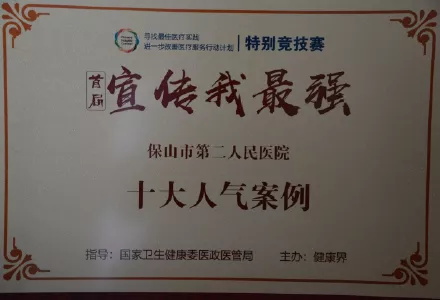 寻找最佳医疗实践
进一步改善医疗服务行动计划
特别竞技赛
首届
宣传我最强
保山市第二人民医院
十大人气案例
指导：国家卫生健康委医政医管局 主办：健康界